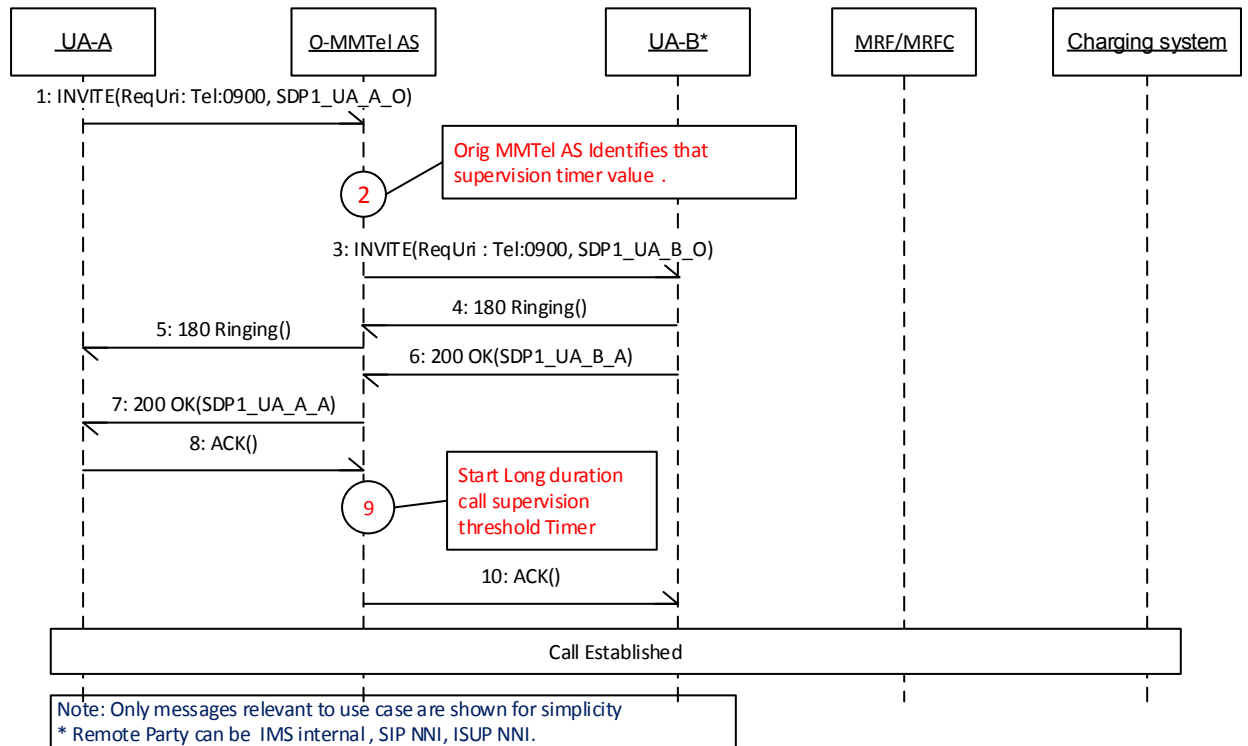 UA-A
O-MMTel AS
UA-B*
MRF/MRFC
Charging system
1: INVITE(ReqUri: Tel:0900, SDP1_UA_A_O)
Orig MMTel AS Identifies that
supervision timer value .
2
3: INVITE(ReqUri : Tel:0900, SDP1_UA_B_O)
4: 180 Ringing()
5: 180 Ringing()
6: 200 OK(SDP1_UA_B_A)
7: 200 OK(SDP1_UA_A_A)
8: ACK()
Start Long duration
call supervision
threshold Timer
9
10: ACK()
Call Established
Note: Only messages relevant to use case are shown for simplicity
* Remote Party can be IMS internal , SIP NNI, ISUP NNI.